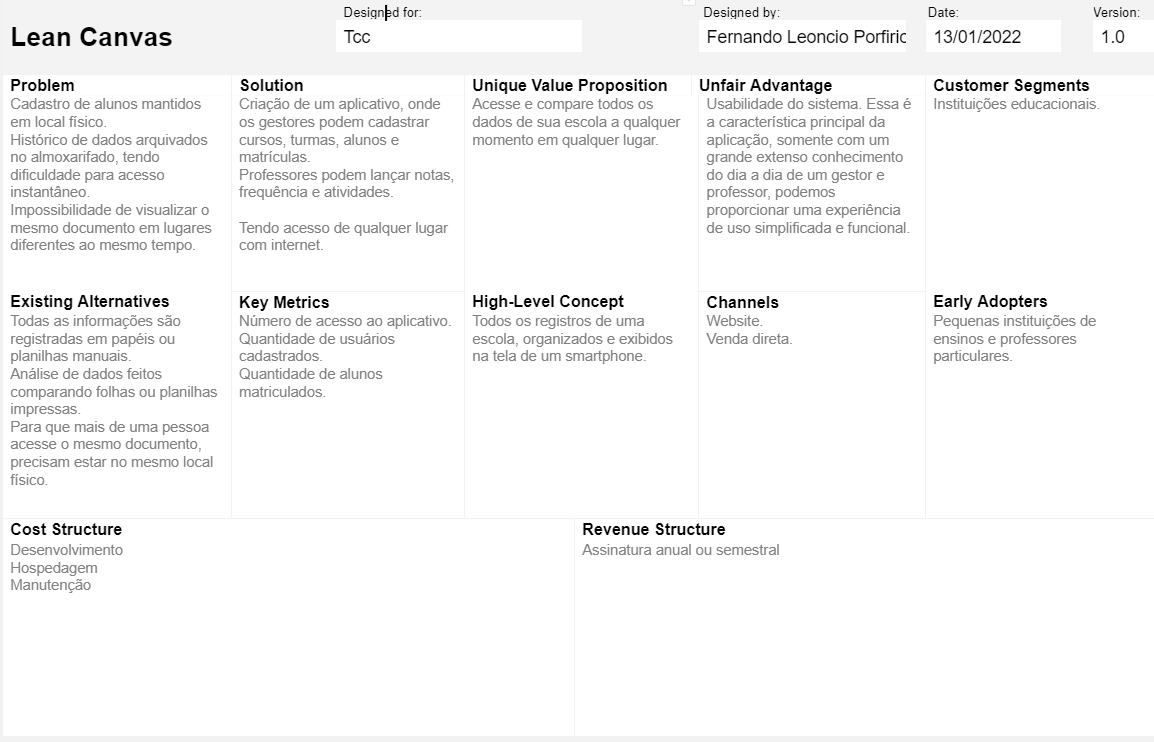 Lean Canvas
Designed for:
Tcc
Designed by:
Fernando Leoncio Porfiric
Date:
13/01/2022
Version:
1.0
Problem
Cadastro de alunos mantidos
em local físico.
Histórico de dados arquivados
no almoxarifado, tendo
dificuldade para acesso
instantâneo.
Impossibilidade de visualizar o
mesmo documento em lugares
diferentes ao mesmo tempo.
Solution
Criação de um aplicativo, onde
os gestores podem cadastrar
cursos, turmas, alunos e
matrículas.
Professores podem lançar notas,
frequência e atividades.
Tendo acesso de qualquer lugar
com internet.
Unique Value Proposition
Acesse e compare todos os
dados de sua escola a qualquer
momento em qualquer lugar.
Unfair Advantage
Usabilidade do sistema. Essa é
a característica principal da
aplicação, somente com um
grande extenso conhecimento
do dia a dia de um gestor e
professor, podemos
proporcionar uma experiência
de uso simplificada e funcional.
Customer Segments
Instituições educacionais.
Existing Alternatives
Todas as informações são
registradas em papéis ou
planilhas manuais.
Análise de dados feitos
comparando folhas ou planilhas
impressas.
Para que mais de uma pessoa
acesse o mesmo documento,
precisam estar no mesmo local
físico.
Key Metrics
Número de acesso ao aplicativo.
Quantidade de usuários
cadastrados.
Quantidade de alunos
matriculados.
High-Level Concept
Todos os registros de uma
escola, organizados e exibidos
na tela de um smartphone.
Channels
Website.
Venda direta.
Early Adopters
Pequenas instituições de
ensinos e professores
particulares.
Cost Structure
Desenvolvimento
Hospedagem
Manutenção
Revenue Structure
Assinatura anual ou semestral